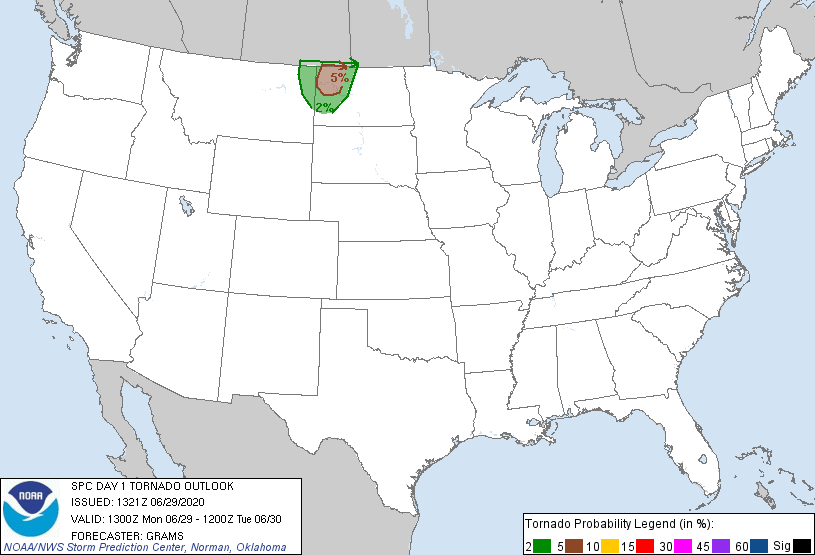 5%
2%
NOAA
SPC DAY 1 TORNADO OUTLOOK
ISSUED: 1321Z 06/29/2020
VALID: 1300Z Mon 06/29 - 1200Z Tue 06/30
FORECASTER: GRAMS
NOAA/NWS Storm Prediction Center, Norman, Oklahoma
Tornado Probability Legend (in %):
2 5 10 15 30 45 60 Sig